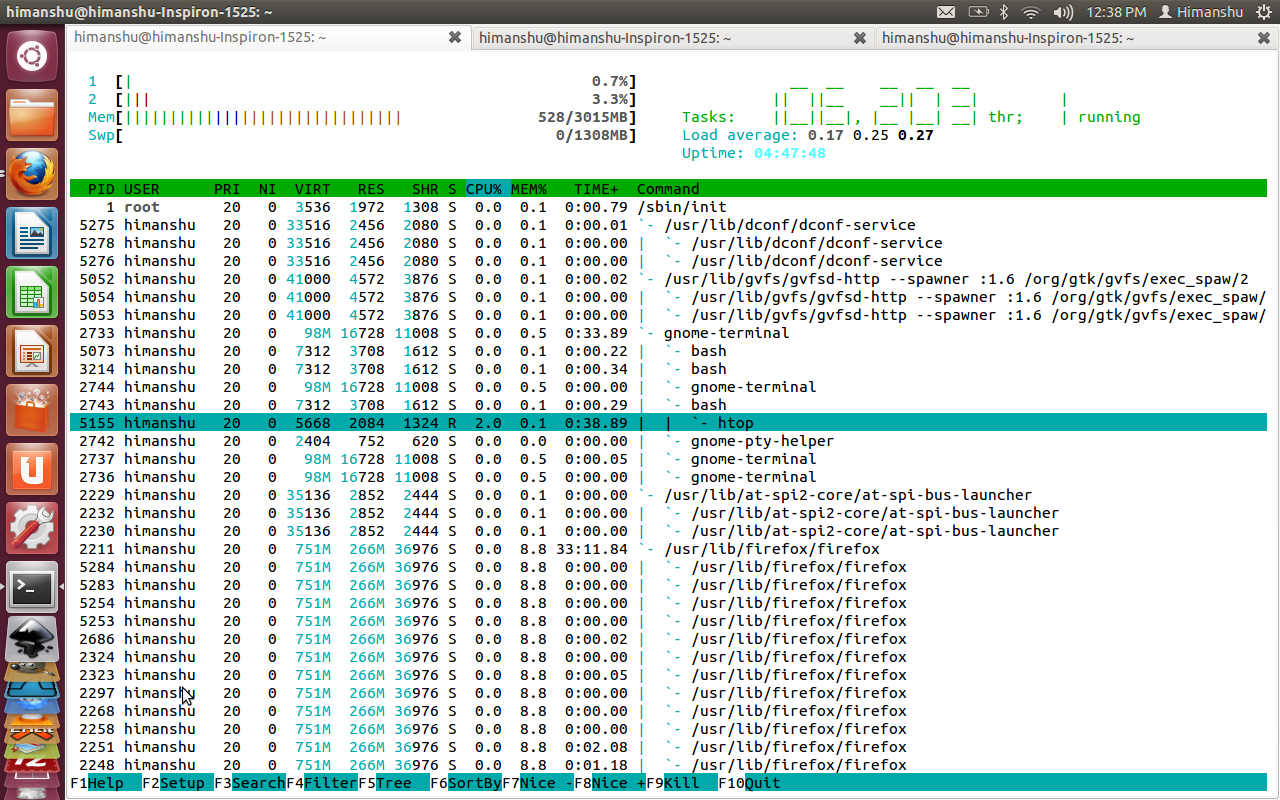 himanshu@himanshu-Inspiron-1525: ~ 12:38 PM Himanshu
himanshu@himanshu-Inspiron-1525: ~ himanshu@himanshu-Inspiron-1525: ~ himanshu@himanshu-Inspiron-1525: ~
1 [| 0.7%]
2 [||| 3.3%]
Mem[|||||||||||||||||||||||||||||||| 528/3015MB] Tasks: thr; running
Swp[ 0/1308MB] Load average: 0.17 0.25 0.27
Uptime: 04:47:48
PID USER PRI NI VIRT RES SHR S CPU% MEM% TIME+ Command
1 root 20 0 3536 1972 1308 S 0.0 0.1 0:00.79 /sbin/init
5275 himanshu 20 0 33516 2456 2080 S 0.0 0.1 0:00.01 `- /usr/lib/dconf/dconf-service
5278 himanshu 20 0 33516 2456 2080 S 0.0 0.1 0:00.00 | `- /usr/lib/dconf/dconf-service
5276 himanshu 20 0 33516 2456 2080 S 0.0 0.1 0:00.00 | `- /usr/lib/dconf/dconf-service
5052 himanshu 20 0 41000 4572 3876 S 0.0 0.1 0:00.02 `- /usr/lib/gvfs/gvfsd-http --spawner :1.6 /org/gtk/gvfs/exec_spaw/2
5054 himanshu 20 0 41000 4572 3876 S 0.0 0.1 0:00.00 | `- /usr/lib/gvfs/gvfsd-http --spawner :1.6 /org/gtk/gvfs/exec_spaw/
5053 himanshu 20 0 41000 4572 3876 S 0.0 0.1 0:00.00 | `- /usr/lib/gvfs/gvfsd-http --spawner :1.6 /org/gtk/gvfs/exec_spaw/
2733 himanshu 20 0 98M 16728 11008 S 0.0 0.5 0:33.89 `- gnome-terminal
5073 himanshu 20 0 7312 3708 1612 S 0.0 0.1 0:00.22 | `- bash
3214 himanshu 20 0 7312 3708 1612 S 0.0 0.1 0:00.34 | `- bash
2744 himanshu 20 0 98M 16728 11008 S 0.0 0.5 0:00.00 | `- gnome-terminal
2743 himanshu 20 0 7312 3708 1612 S 0.0 0.1 0:00.29 | `- bash
5155 himanshu 20 0 5668 2084 1324 R 2.0 0.1 0:38.89 | | `- htop
2742 himanshu 20 0 2404 752 620 S 0.0 0.0 0:00.00 | `- gnome-pty-helper
2737 himanshu 20 0 98M 16728 11008 S 0.0 0.5 0:00.05 | `- gnome-terminal
2736 himanshu 20 0 98M 16728 11008 S 0.0 0.5 0:00.00 | `- gnome-terminal
2229 himanshu 20 0 35136 2852 2444 S 0.0 0.1 0:00.00 `- /usr/lib/at-spi2-core/at-spi-bus-launcher
2232 himanshu 20 0 35136 2852 2444 S 0.0 0.1 0:00.00 | `- /usr/lib/at-spi2-core/at-spi-bus-launcher
2230 himanshu 20 0 35136 2852 2444 S 0.0 0.1 0:00.00 | `- /usr/lib/at-spi2-core/at-spi-bus-launcher
2211 himanshu 20 0 751M 266M 36976 S 0.0 8.8 33:11.84 `- /usr/lib/firefox/firefox
5284 himanshu 20 0 751M 266M 36976 S 0.0 8.8 0:00.00 | `- /usr/lib/firefox/firefox
5283 himanshu 20 0 751M 266M 36976 S 0.0 8.8 0:00.00 | `- /usr/lib/firefox/firefox
5254 himanshu 20 0 751M 266M 36976 S 0.0 8.8 0:00.00 | `- /usr/lib/firefox/firefox
5253 himanshu 20 0 751M 266M 36976 S 0.0 8.8 0:00.00 | `- /usr/lib/firefox/firefox
2686 himanshu 20 0 751M 266M 36976 S 0.0 8.8 0:00.02 | `- /usr/lib/firefox/firefox
2324 himanshu 20 0 751M 266M 36976 S 0.0 8.8 0:00.00 | `- /usr/lib/firefox/firefox
2323 himanshu 20 0 751M 266M 36976 S 0.0 8.8 0:00.05 | `- /usr/lib/firefox/firefox
2297 himanshu 20 0 751M 266M 36976 S 0.0 8.8 0:00.00 | `- /usr/lib/firefox/firefox
2268 himanshu 20 0 751M 266M 36976 S 0.0 8.8 0:00.00 | `- /usr/lib/firefox/firefox
2258 himanshu 20 0 751M 266M 36976 S 0.0 8.8 0:00.00 | `- /usr/lib/firefox/firefox
2251 himanshu 20 0 751M 266M 36976 S 0.0 8.8 0:02.08 | `- /usr/lib/firefox/firefox
2248 himanshu 20 0 751M 266M 36976 S 0.0 8.8 0:01.18 | `- /usr/lib/firefox/firefox
F1Help F2Setup F3SearchF4FilterF5Tree F6SortByF7Nice -F8Nice +F9Kill F10Quit